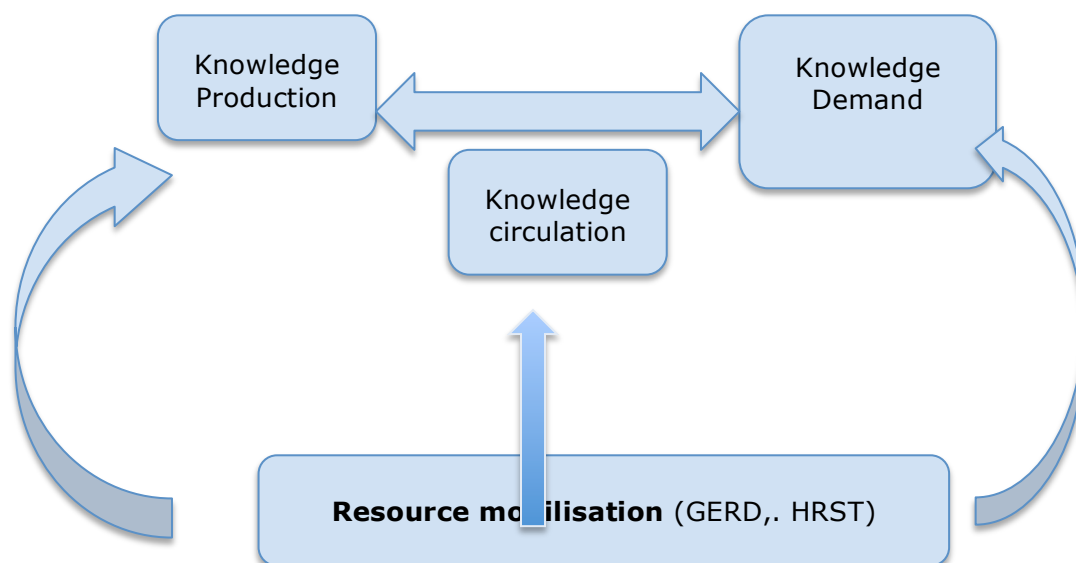 Knowledge
Production
Knowledge
Demand
Knowledge
circulation
Resource mobilisation (GERD,. HRST)